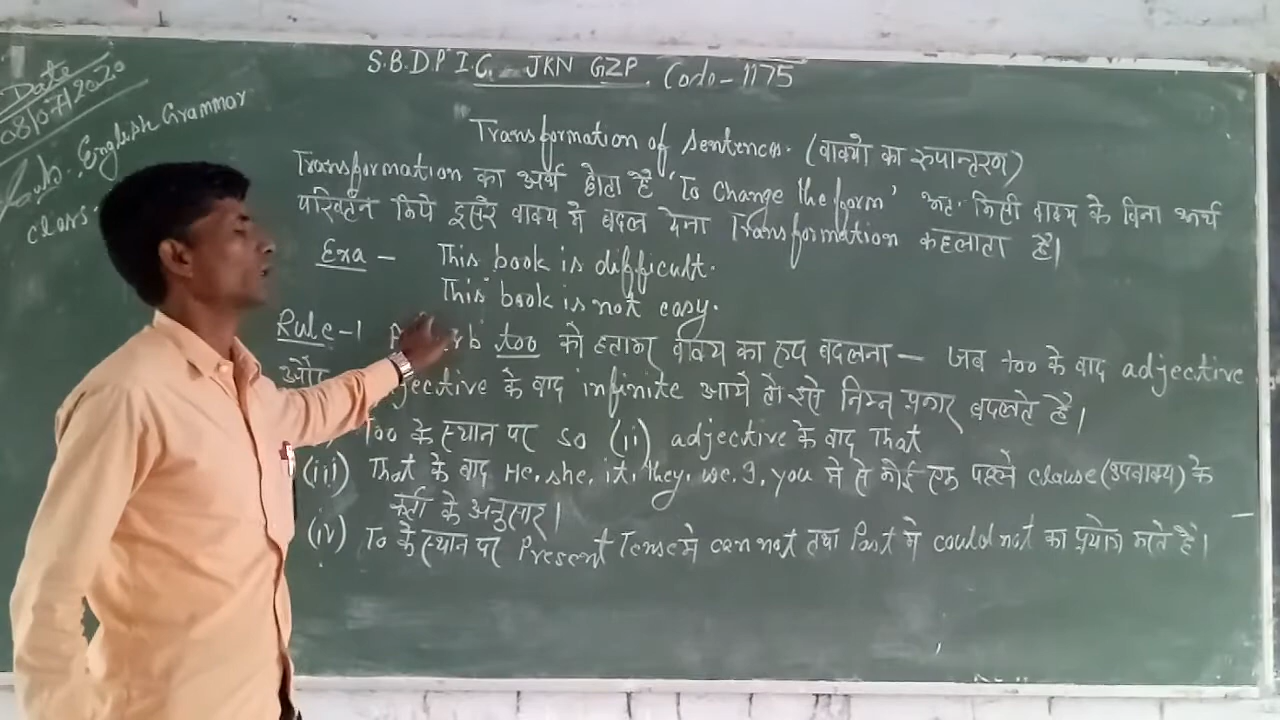 S.B.D.P I.C. JKN GZP. Code-1175
Date
08/07/2020
Sub. English Grammar
class.
Transformation of sentences. (वाक्यो का रुपान्तरण)
Transformation का अर्थ होता है 'To Change the form' अतः किसी वाक्य के बिना अर्थ
परिवर्तन किये दूसरे वाक्य मे बदल देना Transformation कहलाता है।
Exa - This book is difficult.
This book is not easy.
Rule-1 too को हटाकर वाक्य का रुप बदलना - जब too के बाद adjective
और jective के बाद infinite आये तो इसे निम्न प्रकार बदलते है।
Too के स्थान पर so (ii) adjective के बाद That
(iii) That के बाद He, she, it, they, we, I, you मे से कोई एक पहले clause (उपवाक्य) के
कर्ता के अनुसार।
(iv) To के स्थान पर Present Tense मे can not तथा Past मे could not का प्रयोग करते है।